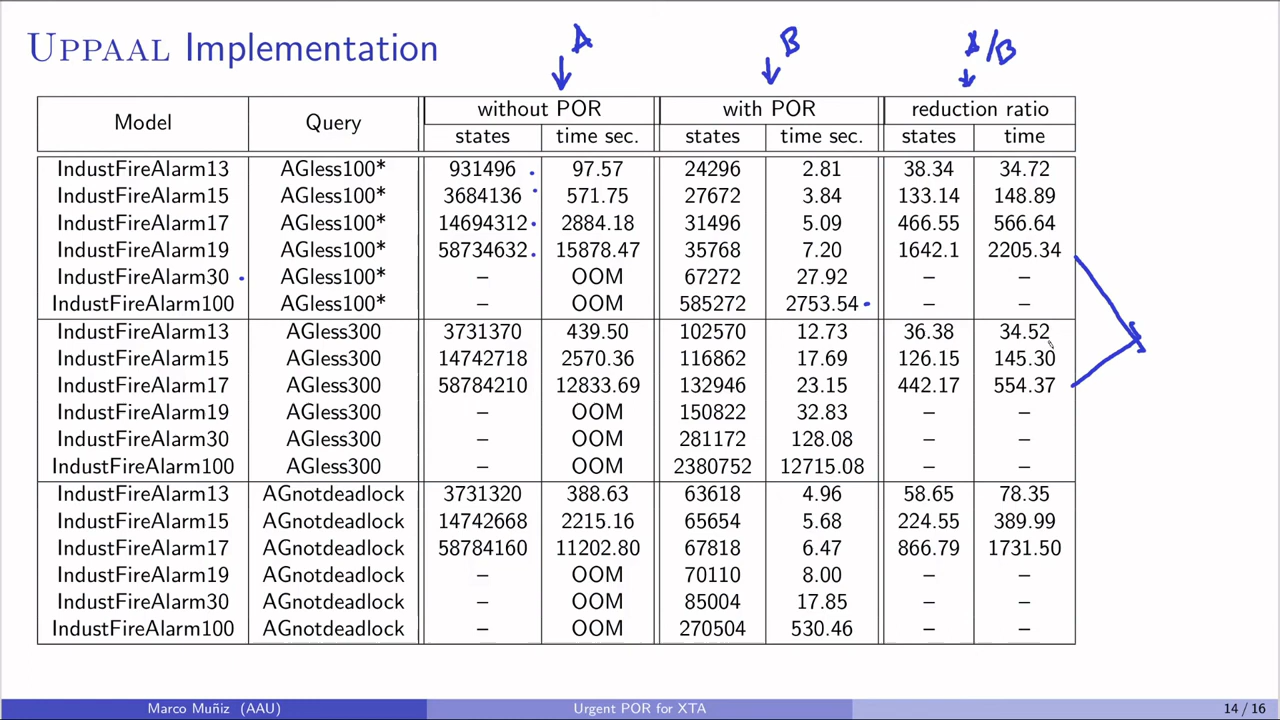 UPPAAL Implementation
A B A/B
Model Query without POR with POR reduction ratio
states time sec. states time sec. states time
IndustFireAlarm13 AGless100* 931496 97.57 24296 2.81 38.34 34.72
IndustFireAlarm15 AGless100* 3684136 571.75 27672 3.84 133.14 148.89
IndustFireAlarm17 AGless100* 14694312 2884.18 31496 5.09 466.55 566.64
IndustFireAlarm19 AGless100* 58734632 15878.47 35768 7.20 1642.1 2205.34
IndustFireAlarm30 AGless100* – OOM 67272 27.92 – –
IndustFireAlarm100 AGless100* – OOM 585272 2753.54 – –
IndustFireAlarm13 AGless300 3731370 439.50 102570 12.73 36.38 34.52
IndustFireAlarm15 AGless300 14742718 2570.36 116862 17.69 126.15 145.30
IndustFireAlarm17 AGless300 58784210 12833.69 132946 23.15 442.17 554.37
IndustFireAlarm19 AGless300 – OOM 150822 32.83 – –
IndustFireAlarm30 AGless300 – OOM 281172 128.08 – –
IndustFireAlarm100 AGless300 – OOM 2380752 12715.08 – –
IndustFireAlarm13 AGnotdeadlock 3731320 388.63 63618 4.96 58.65 78.35
IndustFireAlarm15 AGnotdeadlock 14742668 2215.16 65654 5.68 224.55 389.99
IndustFireAlarm17 AGnotdeadlock 58784160 11202.80 67818 6.47 866.79 1731.50
IndustFireAlarm19 AGnotdeadlock – OOM 70110 8.00 – –
IndustFireAlarm30 AGnotdeadlock – OOM 85004 17.85 – –
IndustFireAlarm100 AGnotdeadlock – OOM 270504 530.46 – –
Marco Muñiz (AAU) Urgent POR for XTA 14 / 16